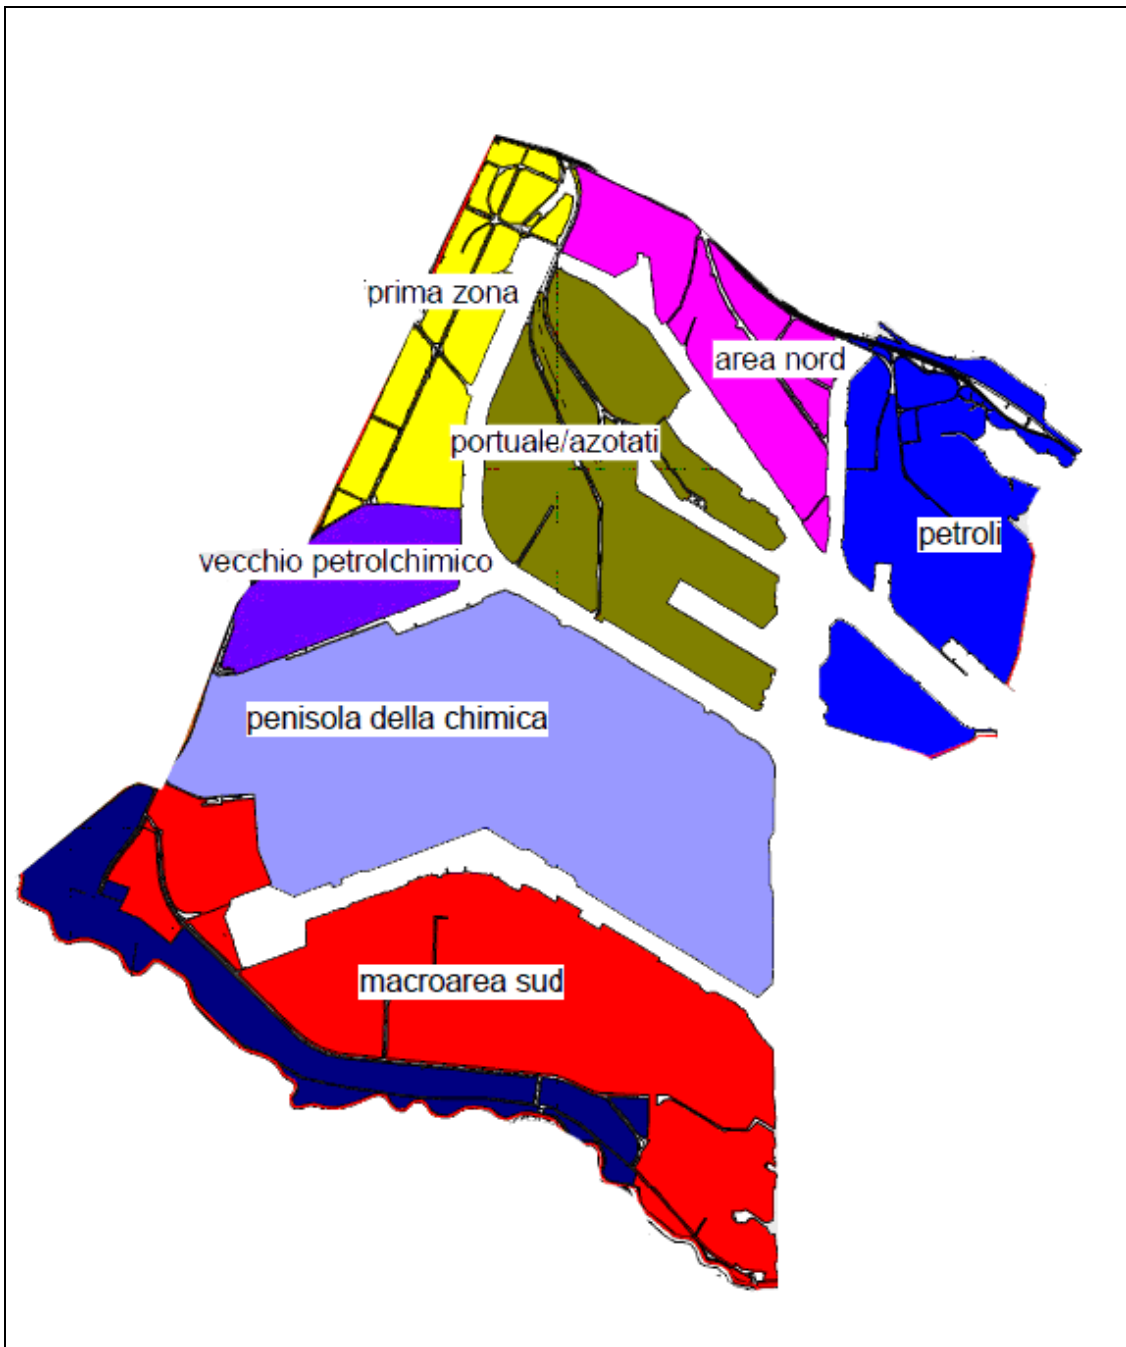 prima zona
area nord
portuale/azotati
petroli
vecchio petrolchimico
penisola della chimica
macroarea sud